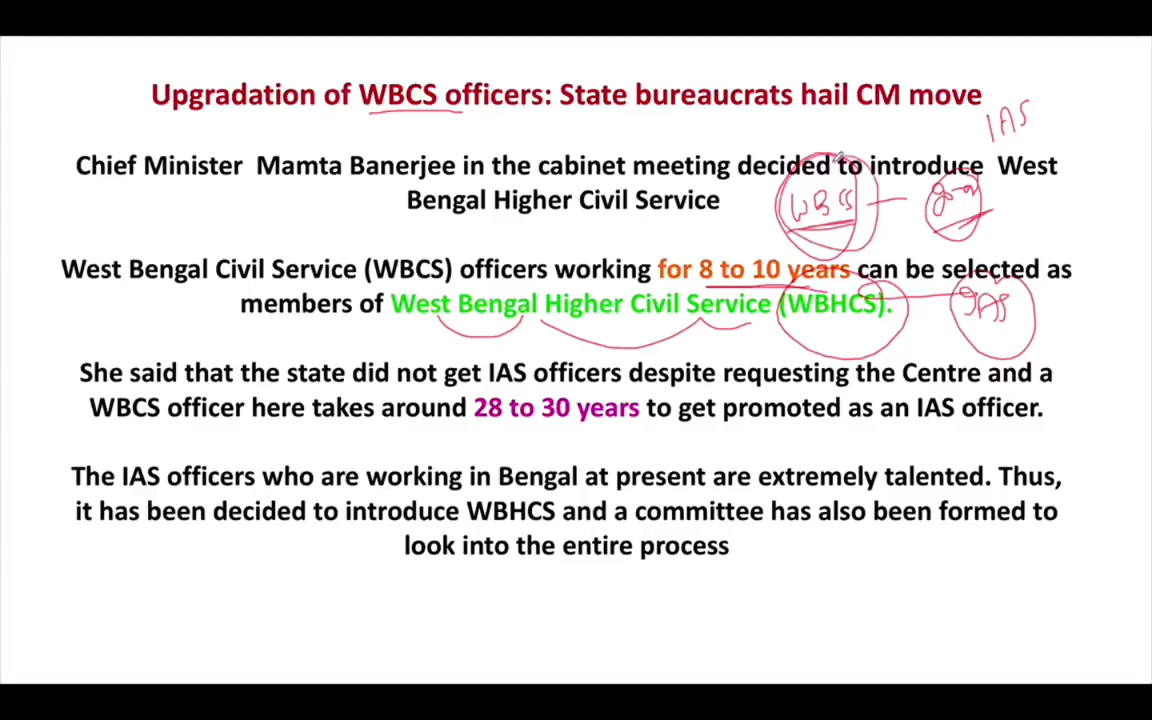 Upgradation of WBCS officers: State bureaucrats hail CM move
IAS
Chief Minister Mamta Banerjee in the cabinet meeting decided to introduce West
Bengal Higher Civil Service
WBCS
West Bengal Civil Service (WBCS) officers working for 8 to 10 years can be selected as
members of West Bengal Higher Civil Service (WBHCS).
IAS
She said that the state did not get IAS officers despite requesting the Centre and a
WBCS officer here takes around 28 to 30 years to get promoted as an IAS officer.
The IAS officers who are working in Bengal at present are extremely talented. Thus,
it has been decided to introduce WBHCS and a committee has also been formed to
look into the entire process